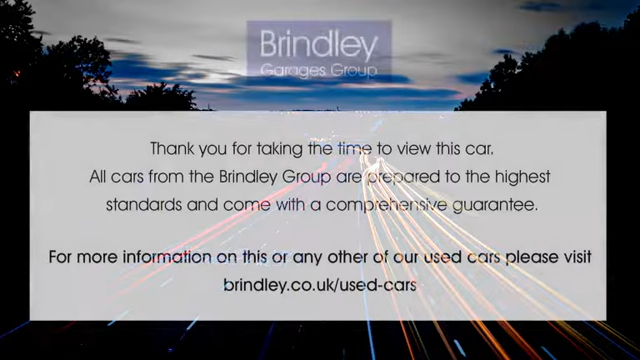 Brindley
Garages Group
Thank you for taking the time to view this car.
All cars from the Brindley Group are prepared to the highest
standards and come with a comprehensive guarantee.
For more information on this or any other of our used cars please visit
brindley.co.uk/used-cars